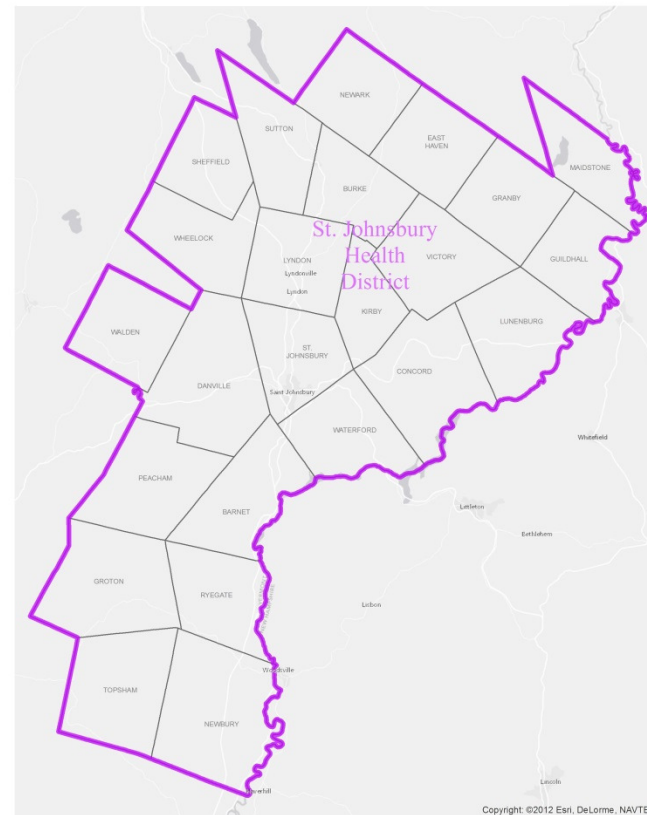 NEWARK
SUTTON
EAST
HAVEN
SHEFFIELD
MAIDSTONE
BURKE
GRANBY
WHEELOCK
St. Johnsbury
Health
District
LYNDON
VICTORY
GUILDHALL
Lyndonville
Lyndon
KIRBY
LUNENBURG
WALDEN
ST.
JOHNSBURY
CONCORD
DANVILLE
Saint Johnsbury
WATERFORD
Whitefield
PEACHAM
Littleton
BARNET
Bethlehem
GROTON
RYEGATE
Lisbon
Woodsville
TOPSHAM
NEWBURY
Lincoln
Haverhill
Copyright: ©2012 Esri, DeLorme, NAVTE